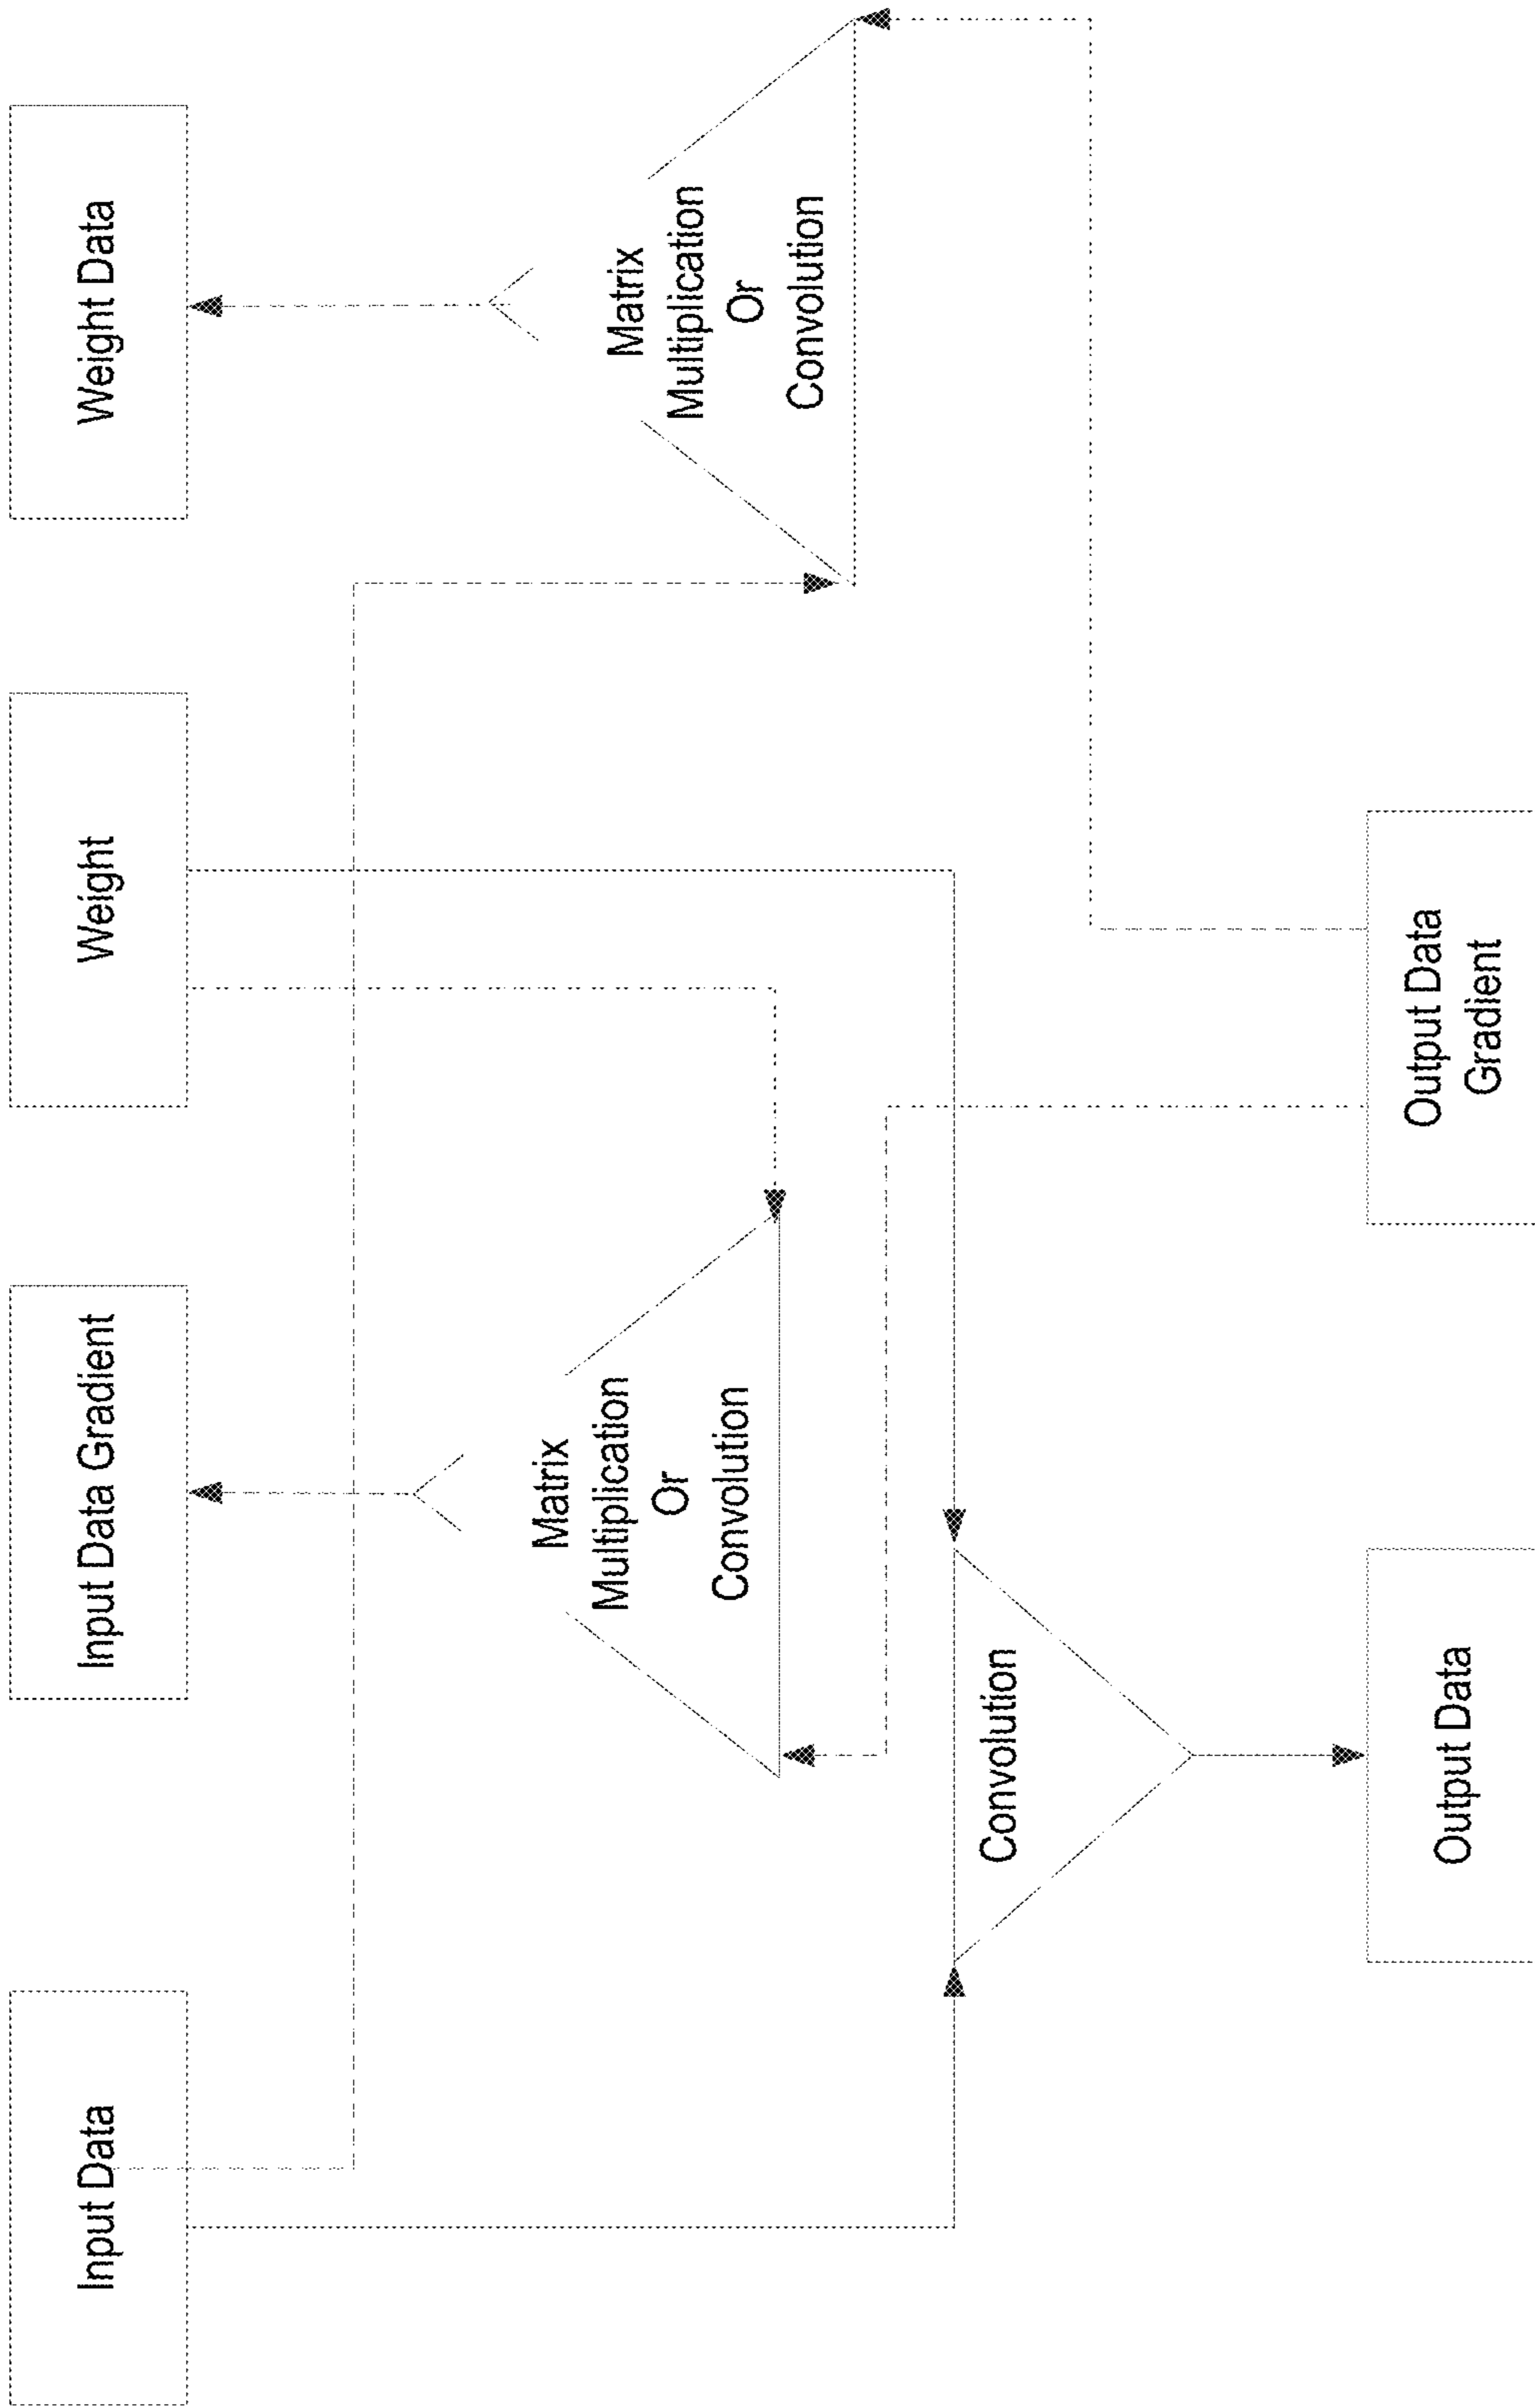 Input Data
Input Data Gradient
Weight
Weight Data
Matrix
Multiplication
Or
Convolution
Matrix
Multiplication
Or
Convolution
Convolution
Output Data
Output Data
Gradient